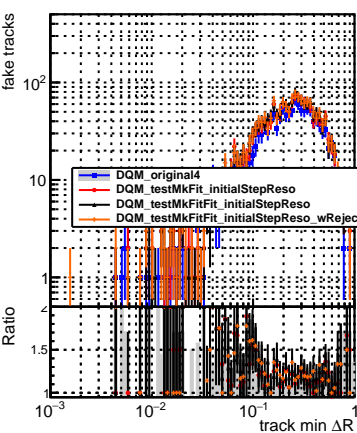 fake tracks
10²
10
1
DQM_original4
DQM_testMkFit_initialStepReso
DQM_testMkFitFit_initialStepReso
DQM_testMkFitFit_initialStepReso_wRejec
Ratio
2
1.5
1
10⁻³ 10⁻² 10⁻¹ 1
track min ΔR